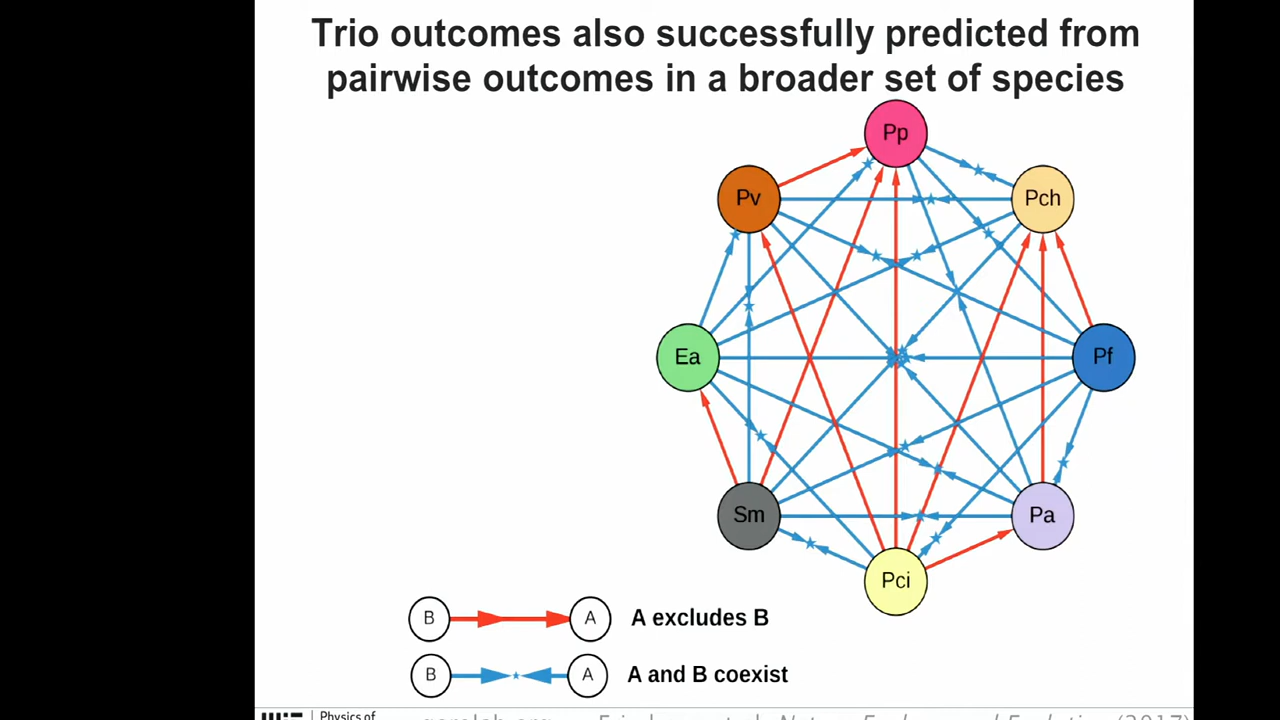 Trio outcomes also successfully predicted from
pairwise outcomes in a broader set of species
Pp
Pv
Pch
Ea
Pf
Sm
Pa
Pci
B
A
A excludes B
B
A
A and B coexist
Physics of